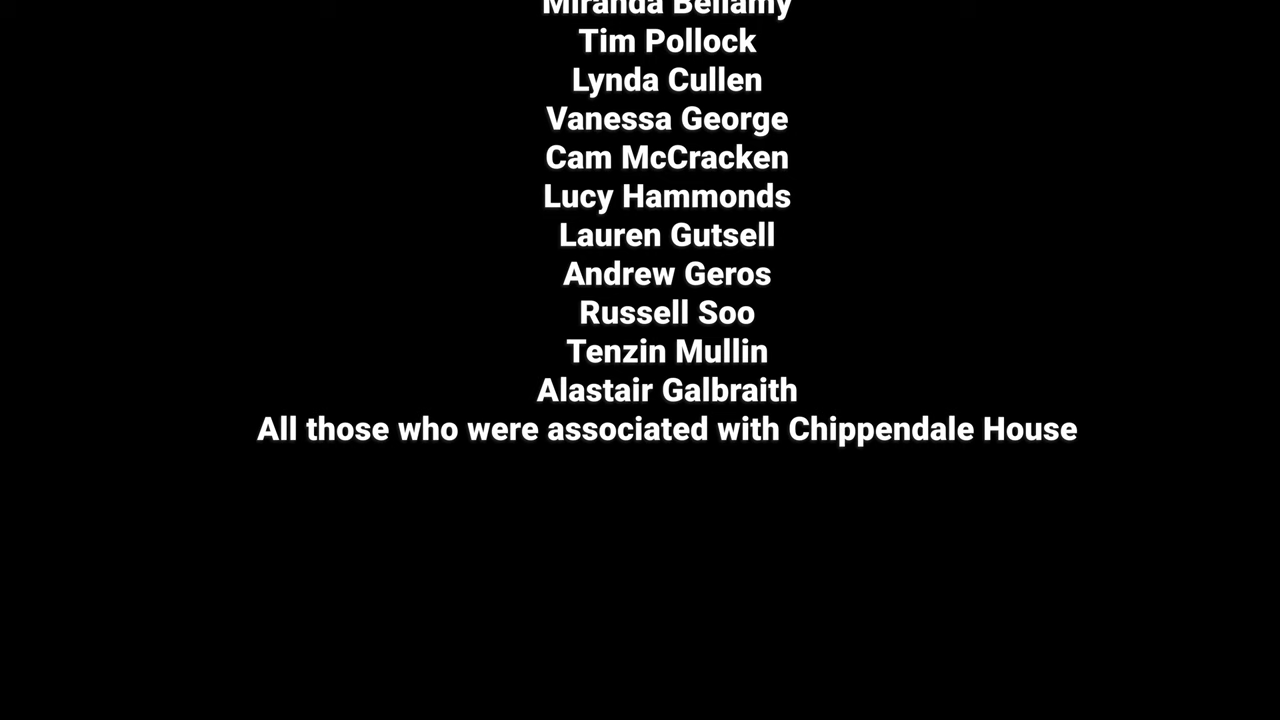 Miranda Bellamy
Tim Pollock
Lynda Cullen
Vanessa George
Cam McCracken
Lucy Hammonds
Lauren Gutsell
Andrew Geros
Russell Soo
Tenzin Mullin
Alastair Galbraith
All those who were associated with Chippendale House